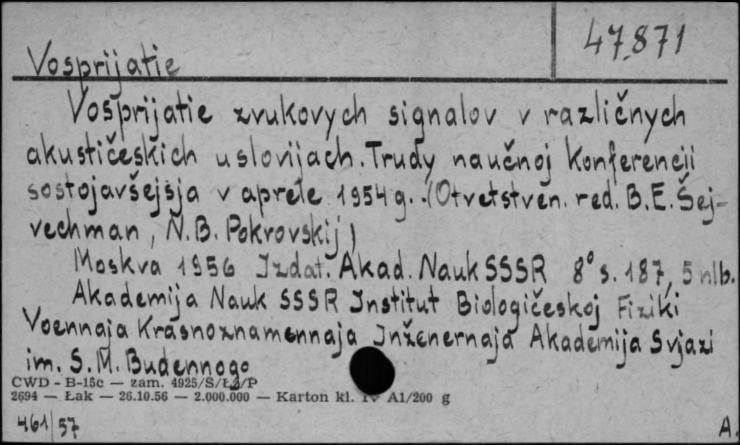 47.871
Vosprijatie
Vosprijatie zvukovych signalov v različnych
akustičeskich uslovijach. Trudy naučnoj Konferencii
sostojavšejsja v aprele 1954 g. (Otvetstven. red. B.E. Šej-
vechman, N.B. Pokrovskij)
Moskva 1956 Izdat. Akad. Nauk SSSR 8° s. 187, 5 nlb.
Akademija Nauk SSSR Institut Biologičeskoj Fiziki
Voennaja Krasnoznamennaja Inženernaja Akademija Svjazi
im. S.M. Budennogo
CWD - B-15c — zam. 4925/S/Łż/P
2694 — Łak — 26.10.56 — 2.000.000 — Karton kl. IV A1/200 g
461/57
A.